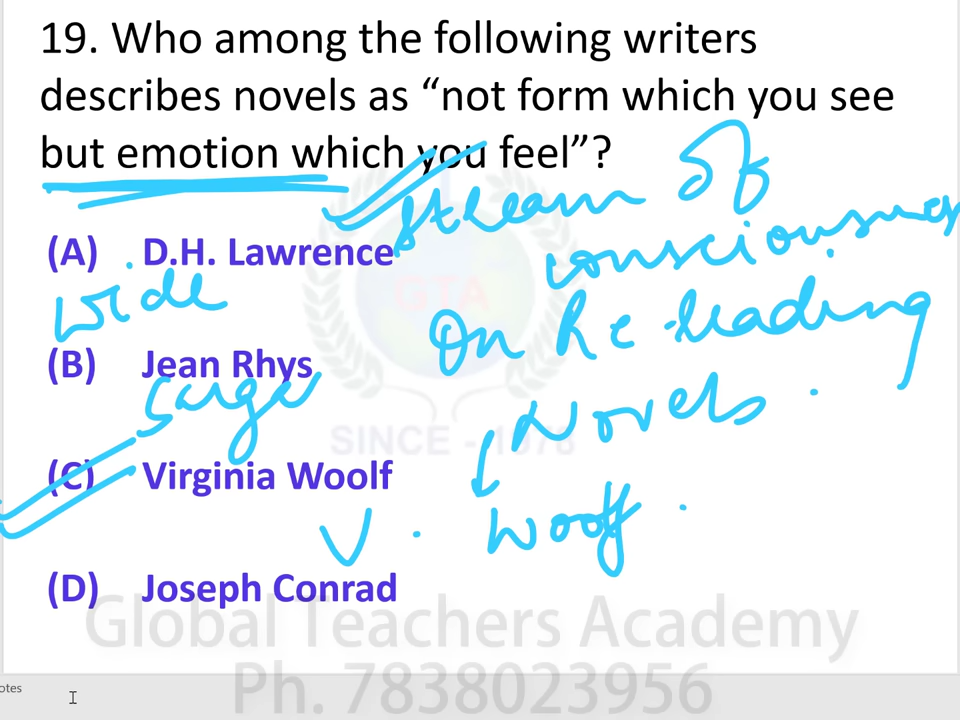 19. Who among the following writers
describes novels as “not form which you see
but emotion which you feel”?
stream of
consciousness
(A) D.H. Lawrence
wide
On Re-reading
(B) Jean Rhys
GTA
Novels.
SINCE - 1978
(C) Virginia Woolf
V. Woolf.
(D) Joseph Conrad
Global Teachers Academy
Ph. 7838023956
otes